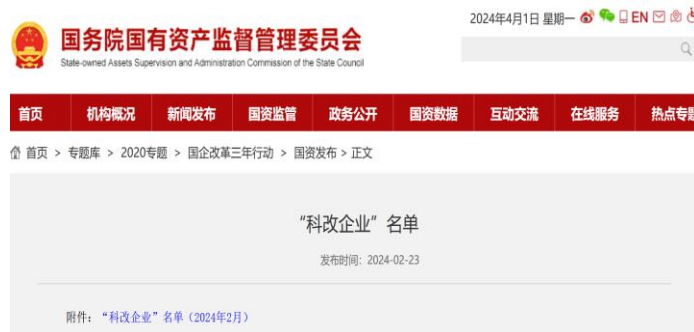 2024年4月1日 星期一 EN
国务院国有资产监督管理委员会
State-owned Assets Supervision and Administration Commission of the State Council
首页 机构概况 新闻发布 国资监管 政务公开 国资数据 互动交流 在线服务 热点专题
首页 > 专题库 > 2020专题 > 国企改革三年行动 > 国资发布 > 正文
“科改企业”名单
发布时间：2024-02-23
附件：“科改企业”名单（2024年2月）